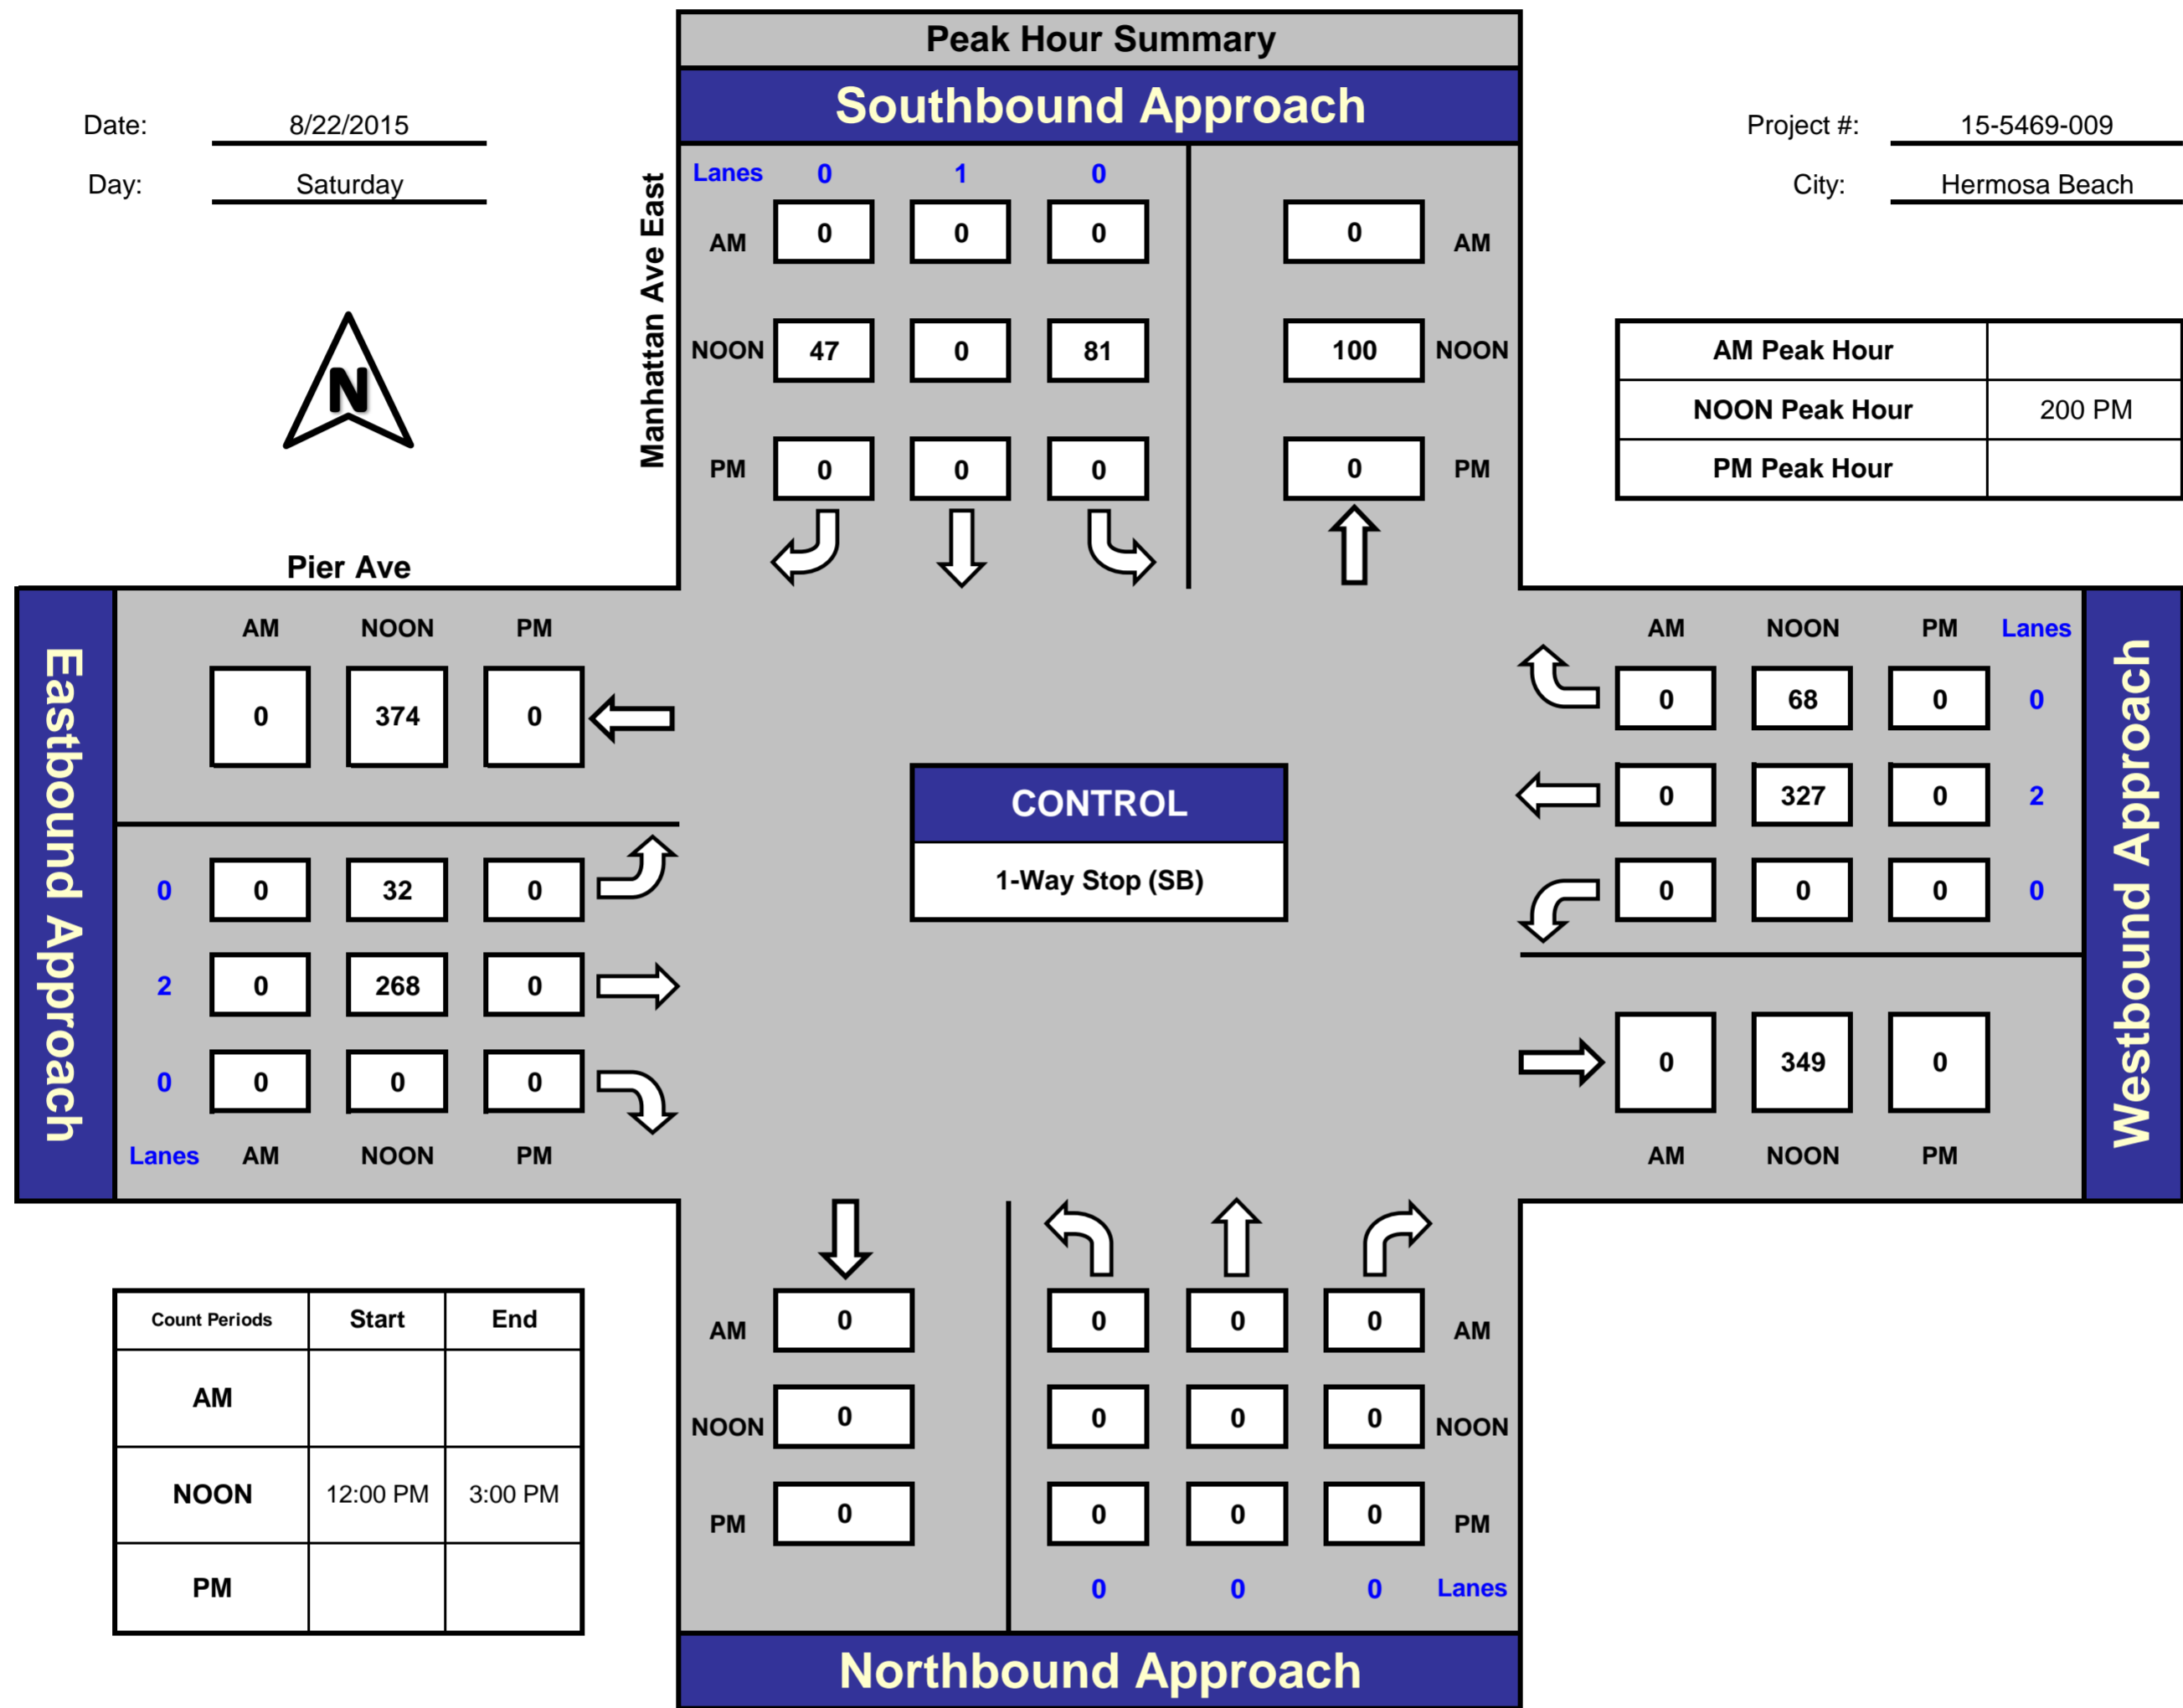 Peak Hour Summary
Southbound Approach
Date: 8/22/2015
Project #: 15-5469-009
Day: Saturday
City: Hermosa Beach
Manhattan Ave East
Lanes 0 1 0
AM 0 0 0 0 AM
NOON 47 0 81 100 NOON
PM 0 0 0 0 PM
N
AM Peak Hour
NOON Peak Hour 200 PM
PM Peak Hour
Pier Ave
Eastbound Approach
AM NOON PM
0 374 0
0 0 32 0
2 0 268 0
0 0 0 0
Lanes AM NOON PM
CONTROL
1-Way Stop (SB)
AM NOON PM Lanes
0 68 0 0
0 327 0 2
0 0 0 0
0 349 0
AM NOON PM
Westbound Approach
Count Periods Start End
AM
NOON 12:00 PM 3:00 PM
PM
AM 0 0 0 0 AM
NOON 0 0 0 0 NOON
PM 0 0 0 0 PM
0 0 0 Lanes
Northbound Approach